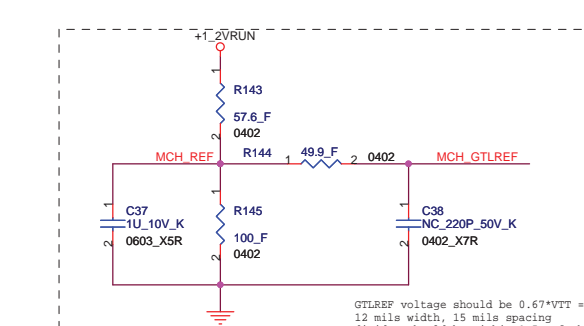 +1_2VRUN
1
R143
57.6_F
2
0402
MCH_REF
R144
1
49.9_F
2
0402
MCH_GTLREF
1
C37
1U_10V_K
2
0603_X5R
1
R145
100_F
2
0402
1
C38
NC_220P_50V_K
2
0402_X7R
GTLREF voltage should be 0.67*VTT =
12 mils width, 15 mils spacing